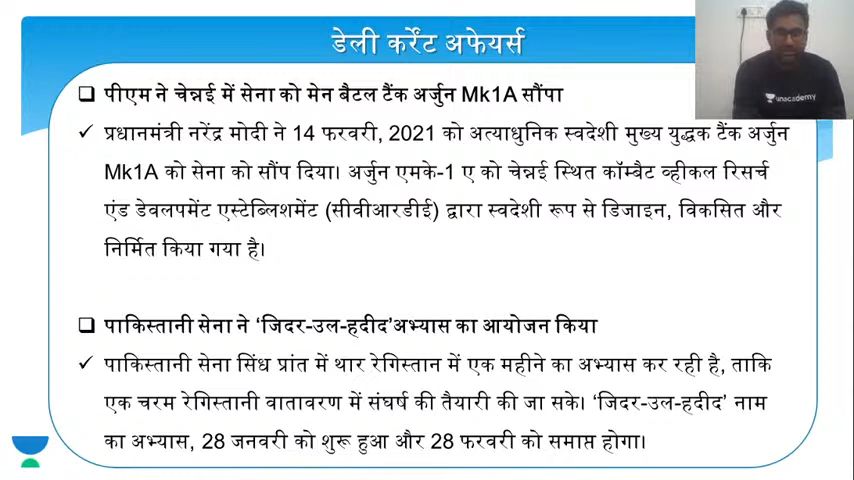 डेली करेंट अफेयर्स
unacademy
❑ पीएम ने चेन्नई में सेना को मेन बैटल टैंक अर्जुन Mk1A सौंपा
✓ प्रधानमंत्री नरेंद्र मोदी ने 14 फरवरी, 2021 को अत्याधुनिक स्वदेशी मुख्य युद्धक टैंक अर्जुन
Mk1A को सेना को सौंप दिया। अर्जुन एमके-1 ए को चेन्नई स्थित कॉम्बैट व्हीकल रिसर्च
एंड डेवलपमेंट एस्टेब्लिशमेंट (सीवीआरडीई) द्वारा स्वदेशी रूप से डिजाइन, विकसित और
निर्मित किया गया है।
❑ पाकिस्तानी सेना ने ‘जिदर-उल-हदीद’अभ्यास का आयोजन किया
✓ पाकिस्तानी सेना सिंध प्रांत में थार रेगिस्तान में एक महीने का अभ्यास कर रही है, ताकि
एक चरम रेगिस्तानी वातावरण में संघर्ष की तैयारी की जा सके। ‘जिदर-उल-हदीद’ नाम
का अभ्यास, 28 जनवरी को शुरू हुआ और 28 फरवरी को समाप्त होगा।